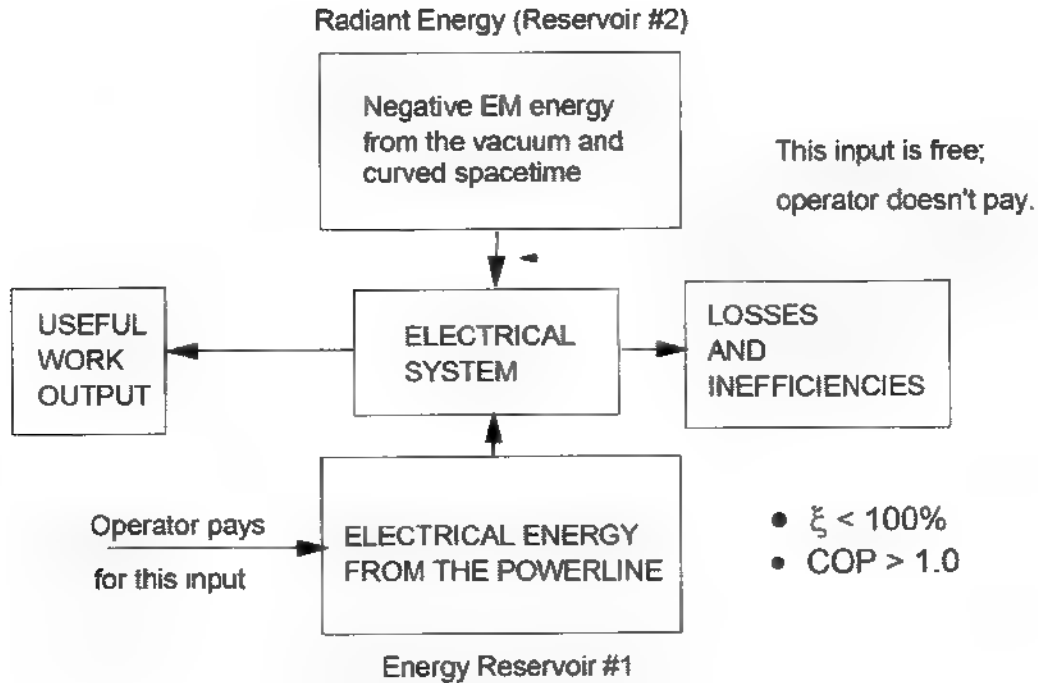 Radiant Energy (Reservoir #2)
Negative EM energy
from the vacuum and
curved spacetime
This input is free;
operator doesn't pay.
USEFUL
WORK
OUTPUT
ELECTRICAL
SYSTEM
LOSSES
AND
INEFFICIENCIES
Operator pays
for this input
ELECTRICAL ENERGY
FROM THE POWERLINE
• ξ < 100%
• COP > 1.0
Energy Reservoir #1